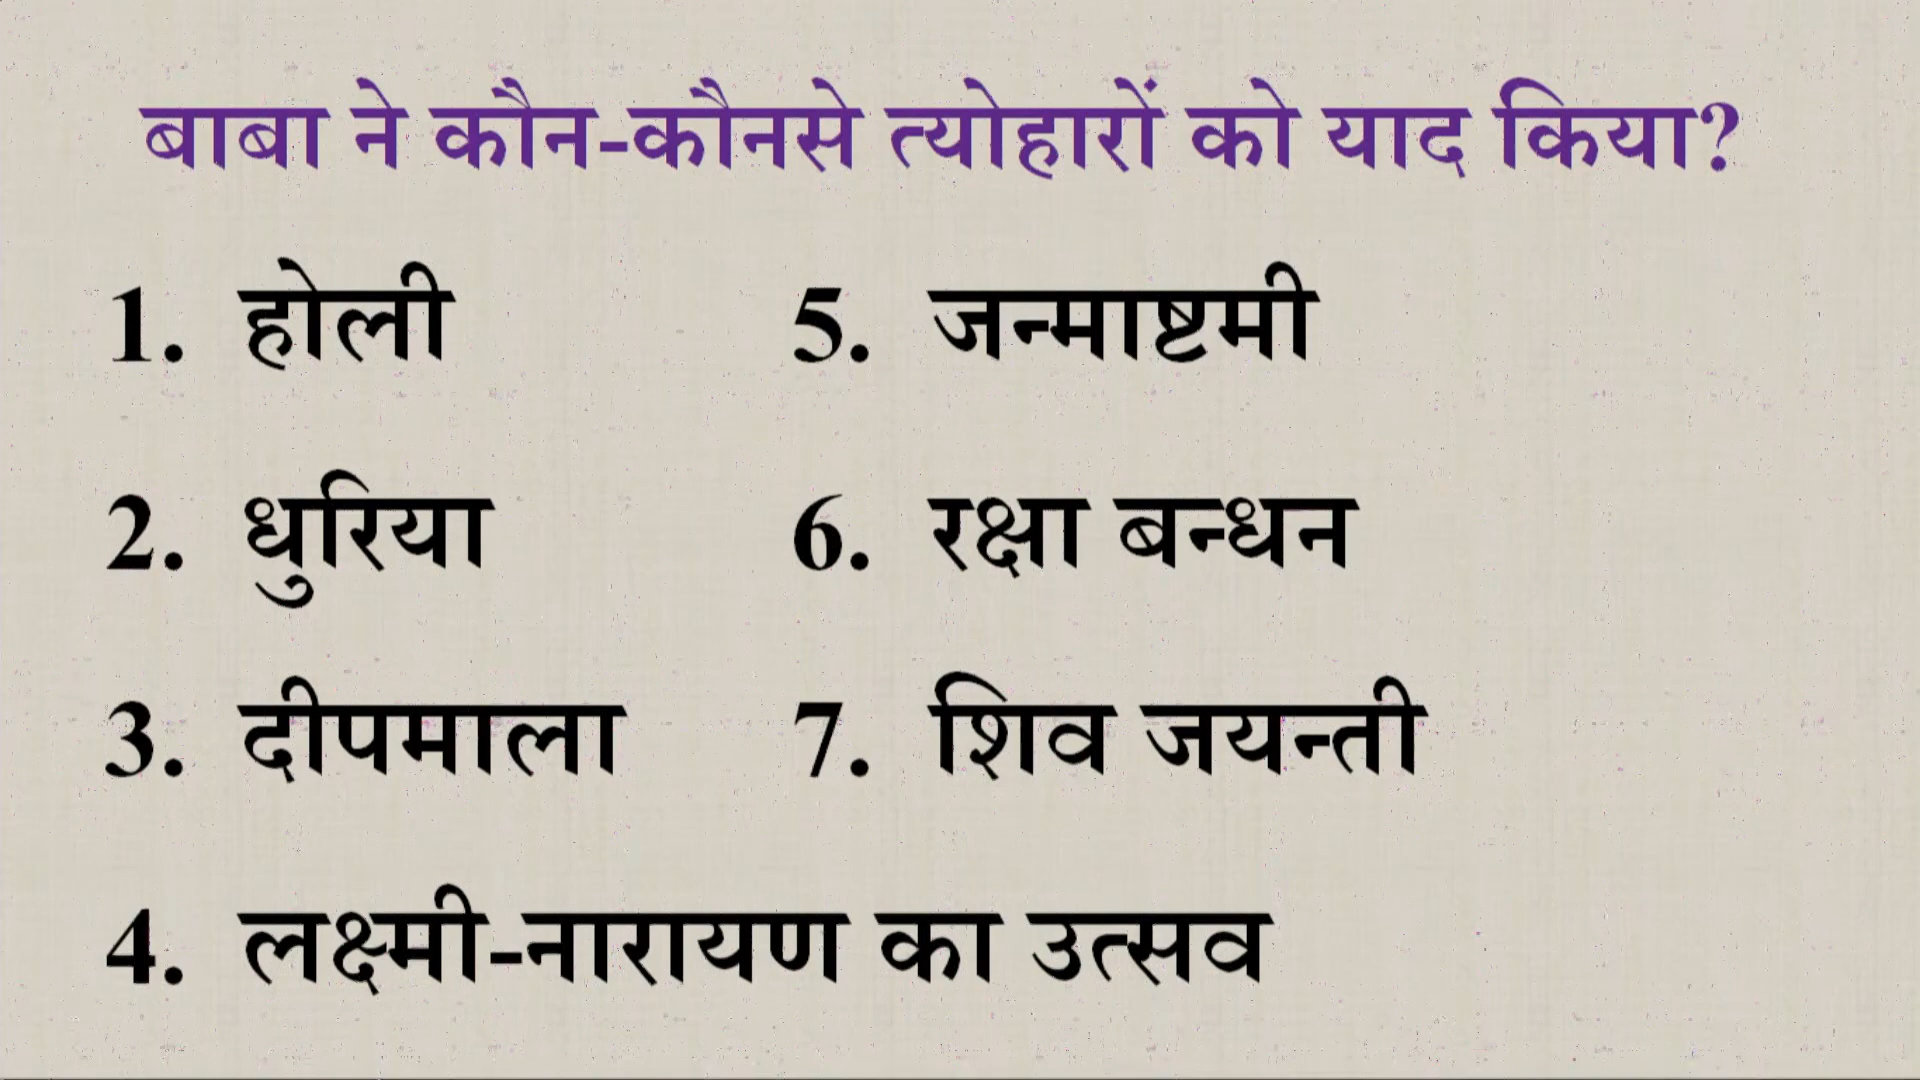 बाबा ने कौन-कौनसे त्योहारों को याद किया?
1. होली
2. धुरिया
3. दीपमाला
4. लक्ष्मी-नारायण का उत्सव
5. जन्माष्टमी
6. रक्षा बन्धन
7. शिव जयन्ती